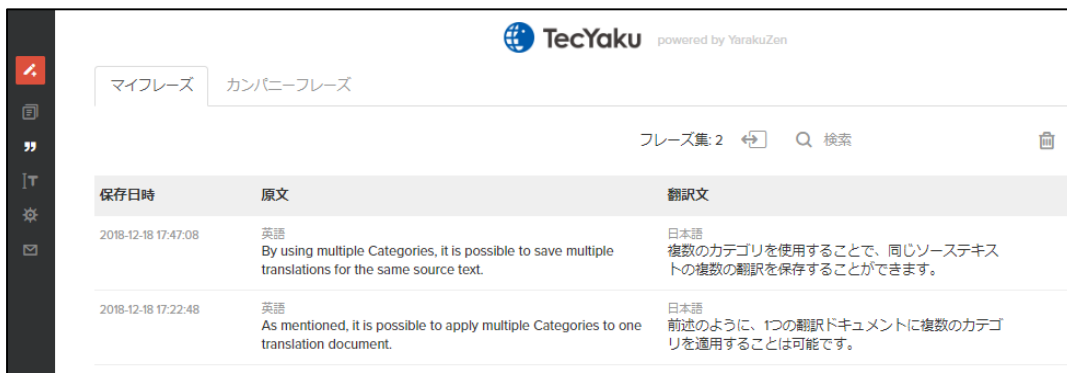 TecYaku powered by YarakuZen
マイフレーズ カンパニーフレーズ
フレーズ集: 2 検索
保存日時 原文 翻訳文
2018-12-18 17:47:08 英語 日本語
By using multiple Categories, it is possible to save multiple 複数のカテゴリを使用することで、同じソーステキス
translations for the same source text. トの複数の翻訳を保存することができます。
2018-12-18 17:22:48 英語 日本語
As mentioned, it is possible to apply multiple Categories to one 前述のように、1つの翻訳ドキュメントに複数のカテゴ
translation document. リを適用することは可能です。